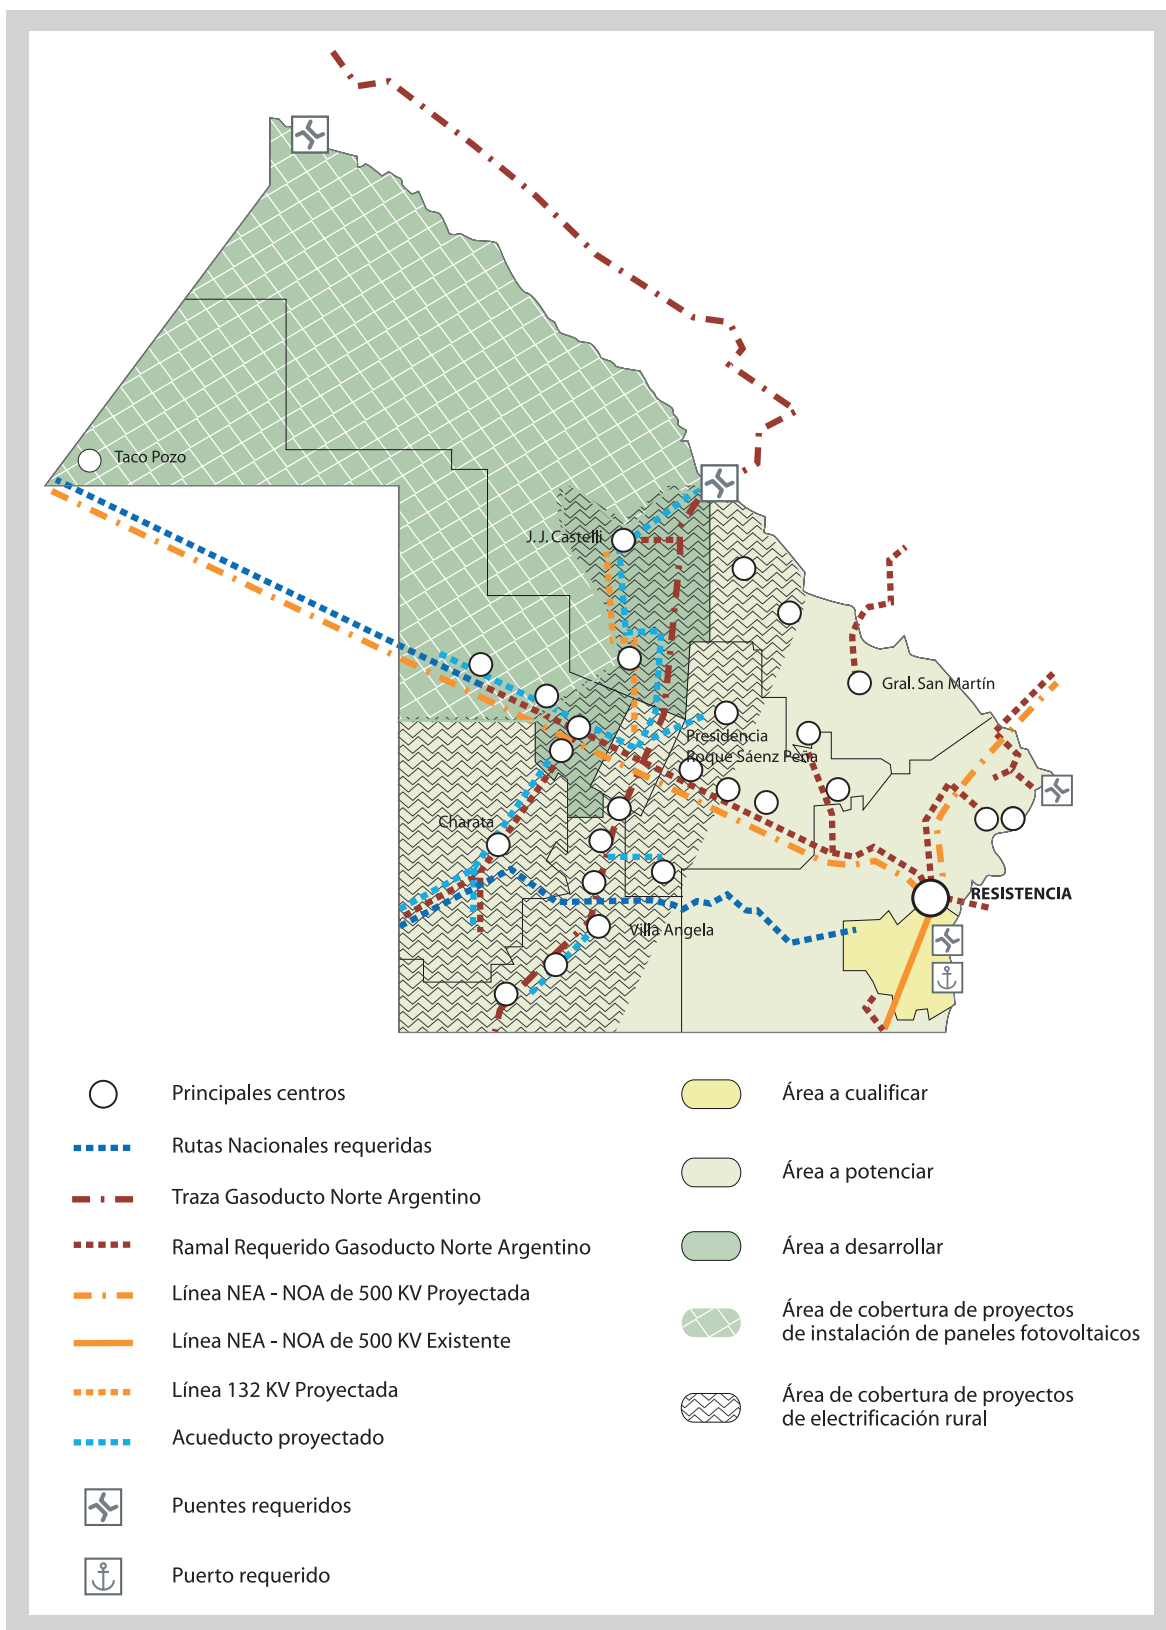 Taco Pozo
J. J. Castelli
Gral. San Martín
Presidencia
Roque Sáenz Peña
Charata
RESISTENCIA
Villa Angela
Principales centros
Rutas Nacionales requeridas
Traza Gasoducto Norte Argentino
Ramal Requerido Gasoducto Norte Argentino
Línea NEA - NOA de 500 KV Proyectada
Línea NEA - NOA de 500 KV Existente
Línea 132 KV Proyectada
Acueducto proyectado
Puentes requeridos
Puerto requerido
Área a cualificar
Área a potenciar
Área a desarrollar
Área de cobertura de proyectos
de instalación de paneles fotovoltaicos
Área de cobertura de proyectos
de electrificación rural